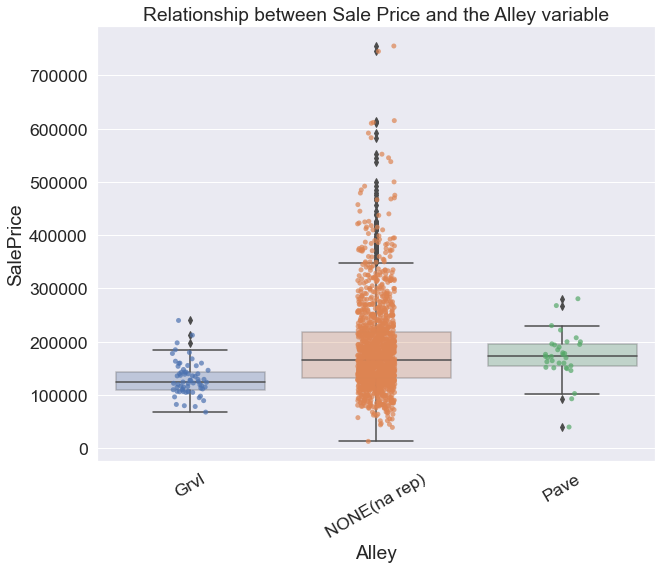 Relationship between Sale Price and the Alley variable
700000
600000
500000
400000
300000
200000
100000
0
SalePrice
Grvl
NONE(na rep)
Pave
Alley